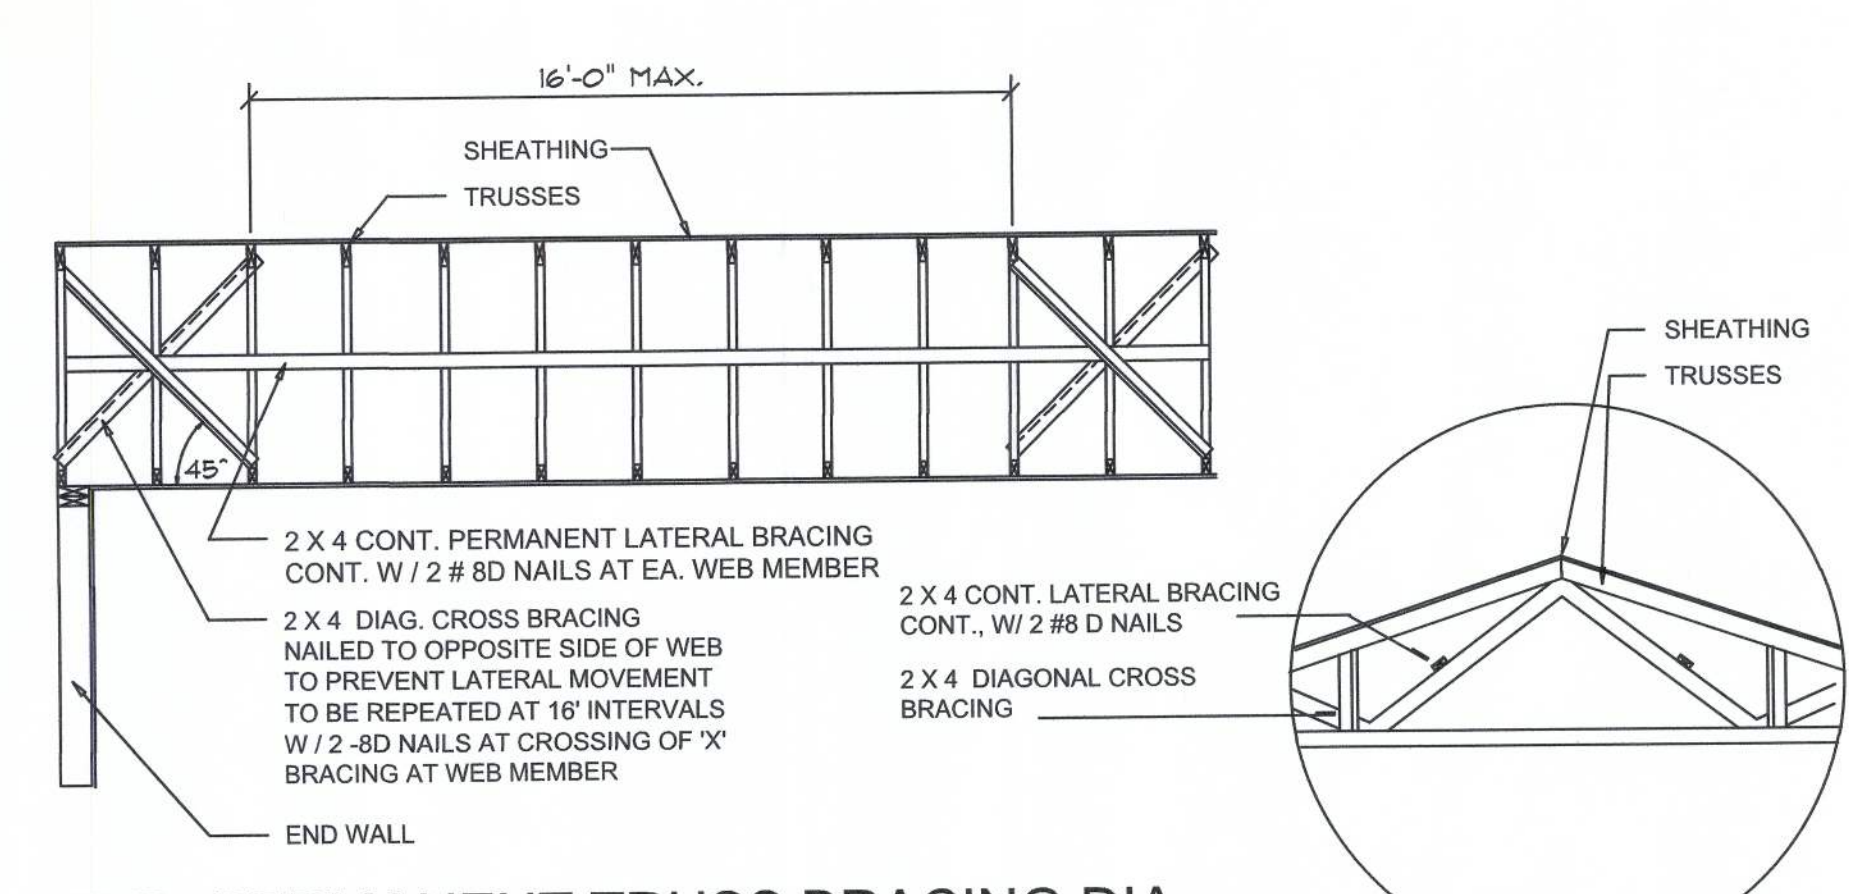 16'-0" MAX.
SHEATHING
TRUSSES
45°
2 X 4 CONT. PERMANENT LATERAL BRACING
CONT. W / 2 # 8D NAILS AT EA. WEB MEMBER
2 X 4 DIAG. CROSS BRACING
NAILED TO OPPOSITE SIDE OF WEB
TO PREVENT LATERAL MOVEMENT
TO BE REPEATED AT 16' INTERVALS
W / 2 -8D NAILS AT CROSSING OF 'X'
BRACING AT WEB MEMBER
END WALL
SHEATHING
TRUSSES
2 X 4 CONT. LATERAL BRACING
CONT., W/ 2 #8 D NAILS
2 X 4 DIAGONAL CROSS
BRACING
TRUSS BRACING DIA